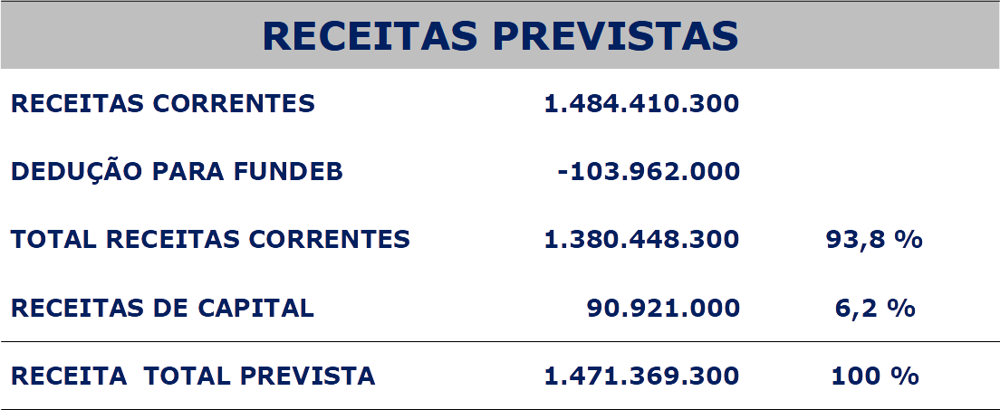 RECEITAS PREVISTAS
RECEITAS CORRENTES 1.484.410.300
DEDUÇÃO PARA FUNDEB -103.962.000
TOTAL RECEITAS CORRENTES 1.380.448.300 93,8 %
RECEITAS DE CAPITAL 90.921.000 6,2 %
RECEITA TOTAL PREVISTA 1.471.369.300 100 %